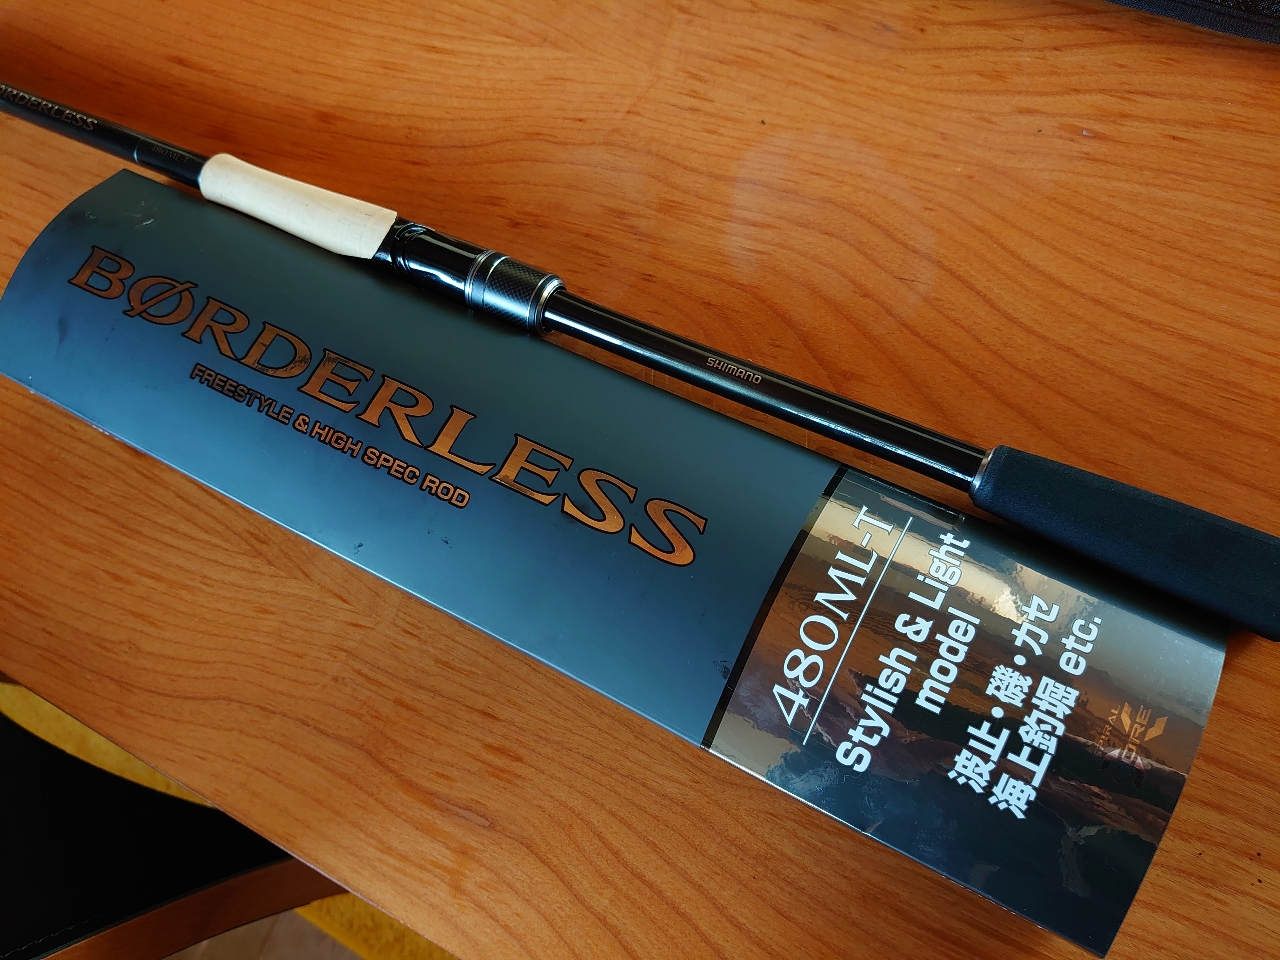 BORDERLESS
SHIMANO
BØRDERLESS
FREESTYLE & HIGH SPEC ROD
480ML-T
Stylish & Light
model
波止・磯・カセ
海上釣堀 etc.